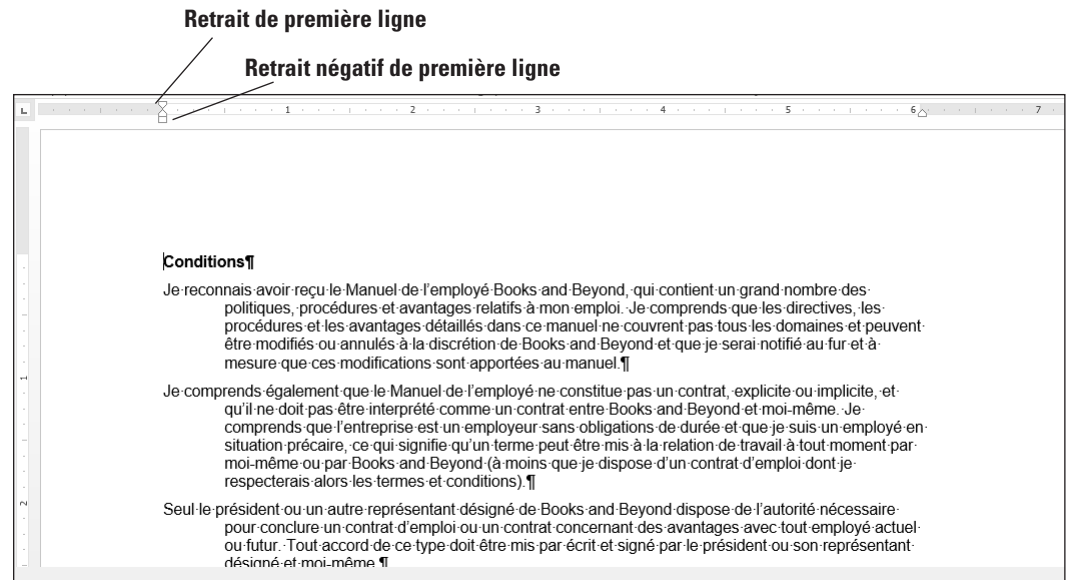 Retrait de première ligne
Retrait négatif de première ligne
1 2 3 4 5 6 7
Conditions¶
Je·reconnais·avoir·reçu·le·Manuel·de·l’employé·Books·and·Beyond,·qui·contient·un·grand·nombre·des·
politiques,·procédures·et·avantages·relatifs·à·mon·emploi.·Je·comprends·que·les·directives,·les·
procédures·et·les·avantages·détaillés·dans·ce·manuel·ne·couvrent·pas·tous·les·domaines·et·peuvent·
être·modifiés·ou·annulés·à·la·discrétion·de·Books·and·Beyond·et·que·je·serai·notifié·au·fur·et·à·
mesure·que·ces·modifications·sont·apportées·au·manuel.¶
1
Je·comprends·également·que·le·Manuel·de·l’employé·ne·constitue·pas·un·contrat,·explicite·ou·implicite,·et·
qu’il·ne·doit·pas·être·interprété·comme·un·contrat·entre·Books·and·Beyond·et·moi-même.·Je·
comprends·que·l’entreprise·est·un·employeur·sans·obligations·de·durée·et·que·je·suis·un·employé·en·
situation·précaire,·ce·qui·signifie·qu’un·terme·peut·être·mis·à·la·relation·de·travail·à·tout·moment·par·
moi-même·ou·par·Books·and·Beyond·(à·moins·que·je·dispose·d’un·contrat·d’emploi·dont·je·
respecterais·alors·les·termes·et·conditions).¶
2
Seul·le·président·ou·un·autre·représentant·désigné·de·Books·and·Beyond·dispose·de·l’autorité·nécessaire·
pour·conclure·un·contrat·d’emploi·ou·un·contrat·concernant·des·avantages·avec·tout·employé·actuel·
ou·futur.·Tout·accord·de·ce·type·doit·être·mis·par·écrit·et·signé·par·le·président·ou·son·représentant·
désigné·et·moi-même.¶